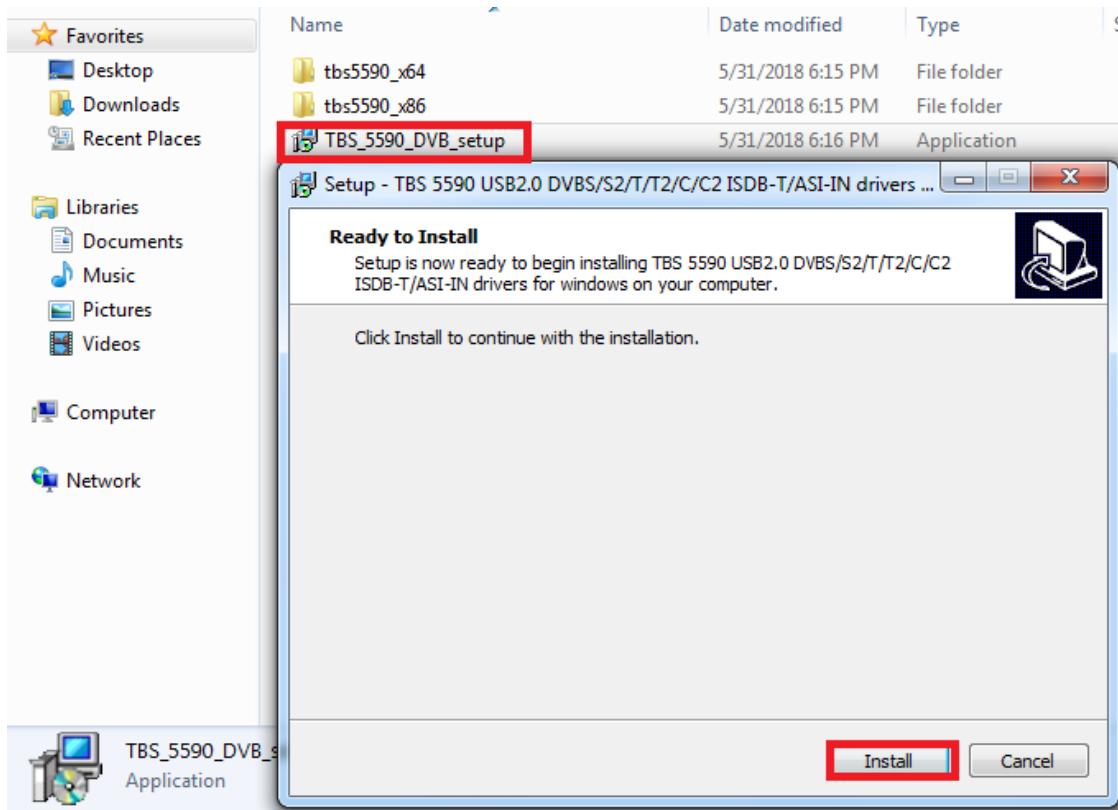 Name Date modified Type
Favorites
Desktop
Downloads
Recent Places
Libraries
Documents
Music
Pictures
Videos
Computer
Network
tbs5590_x64 5/31/2018 6:15 PM File folder
tbs5590_x86 5/31/2018 6:15 PM File folder
TBS_5590_DVB_setup 5/31/2018 6:16 PM Application
Setup - TBS 5590 USB2.0 DVBS/S2/T/T2/C/C2 ISDB-T/ASI-IN drivers ...
Ready to Install
Setup is now ready to begin installing TBS 5590 USB2.0 DVBS/S2/T/T2/C/C2
ISDB-T/ASI-IN drivers for windows on your computer.
Click Install to continue with the installation.
Install Cancel
TBS_5590_DVB_s
Application